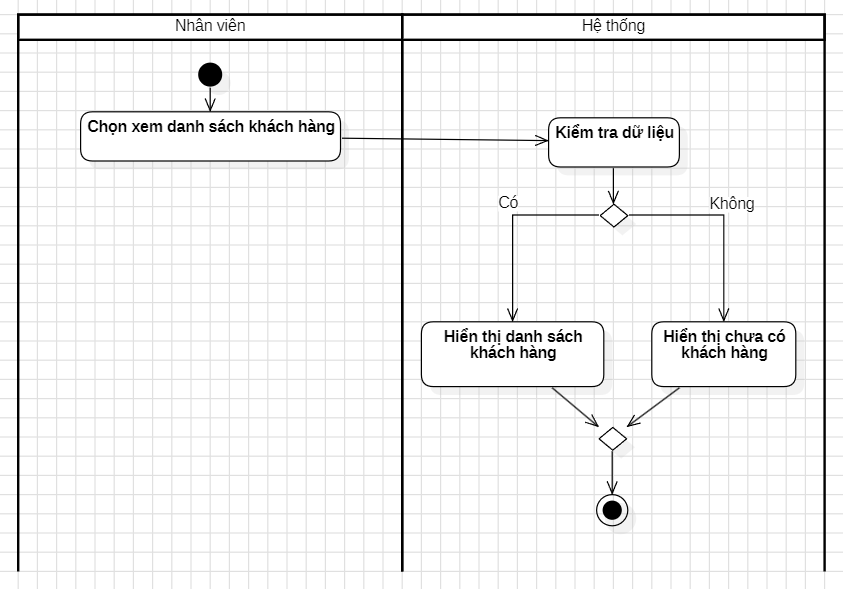 Nhân viên
Hệ thống
Chọn xem danh sách khách hàng
Kiểm tra dữ liệu
Có
Không
Hiển thị danh sách
khách hàng
Hiển thị chưa có
khách hàng